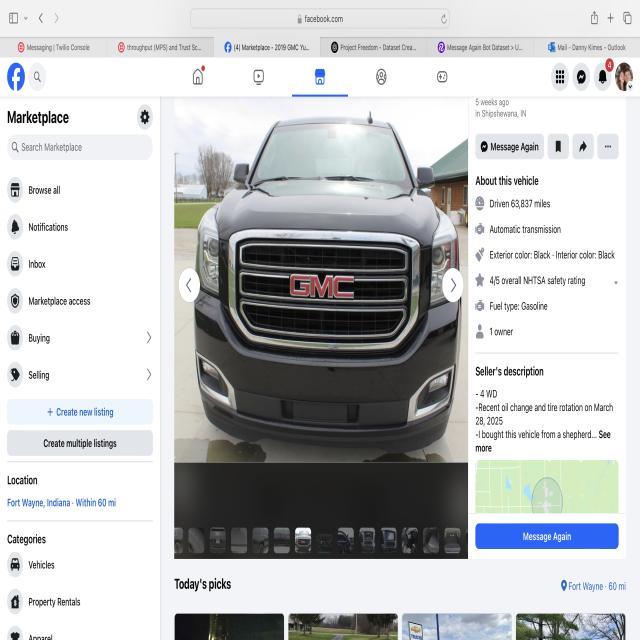 facebook.com
Messaging | Twilio Console
throughput (MPS) and Trust Sc...
(4) Marketplace - 2019 GMC Yu...
Project Freedom - Dataset Crea...
Message Again Bot Dataset > U...
Mail - Danny Kimes - Outlook
4
Marketplace
Search Marketplace
Browse all
Notifications
Inbox
Marketplace access
Buying
Selling
+ Create new listing
Create multiple listings
Location
Fort Wayne, Indiana · Within 60 mi
Categories
Vehicles
Property Rentals
Apparel
GMC
5 weeks ago
in Shipshewana, IN
Message Again
About this vehicle
Driven 63,837 miles
Automatic transmission
Exterior color: Black · Interior color: Black
4/5 overall NHTSA safety rating
Fuel type: Gasoline
1 owner
Seller's description
- 4 WD
-Recent oil change and tire rotation on March
28, 2025
-I bought this vehicle from a shepherd... See
more
Message Again
Today's picks
Fort Wayne · 60 mi